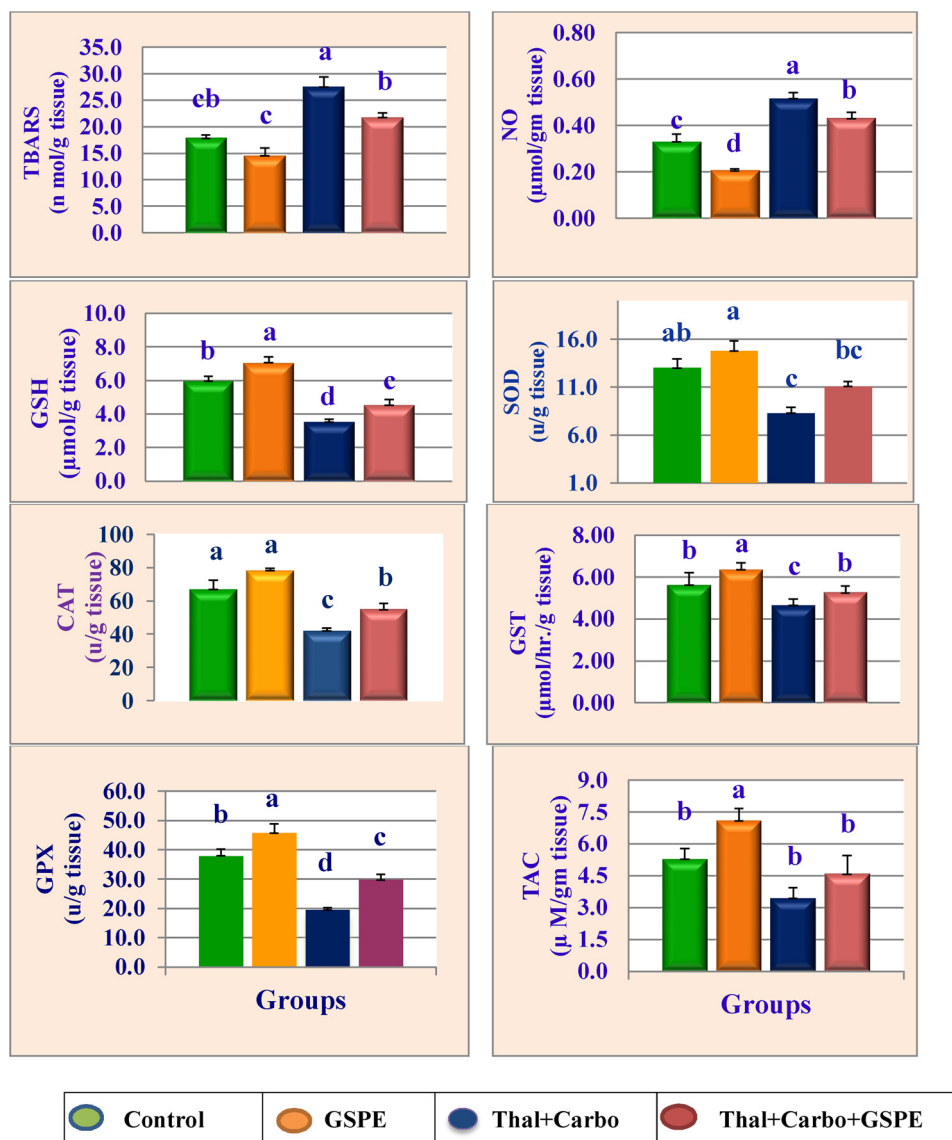 35.0
30.0
25.0
20.0
15.0
10.0
5.0
0.0
TBARS
(n mol/g tissue)
cb
c
a
b
0.80
0.60
0.40
0.20
0.00
NO
(µmol/gm tissue)
c
d
a
b
10.0
8.0
6.0
4.0
2.0
0.0
GSH
(µmol/g tissue)
b
a
d
c
16.0
11.0
6.0
1.0
SOD
(u/g tissue)
ab
a
c
bc
100
80
60
40
20
0
CAT
(u/g tissue)
a
a
c
b
8.00
6.00
4.00
2.00
0.00
GST
(µmol/hr./g tissue)
b
a
c
b
60.0
50.0
40.0
30.0
20.0
10.0
0.0
GPX
(u/g tissue)
b
a
d
c
Groups
9.0
7.5
6.0
4.5
3.0
1.5
0.0
TAC
(µ M/gm tissue)
b
a
b
b
Groups
Control GSPE Thal+Carbo Thal+Carbo+GSPE